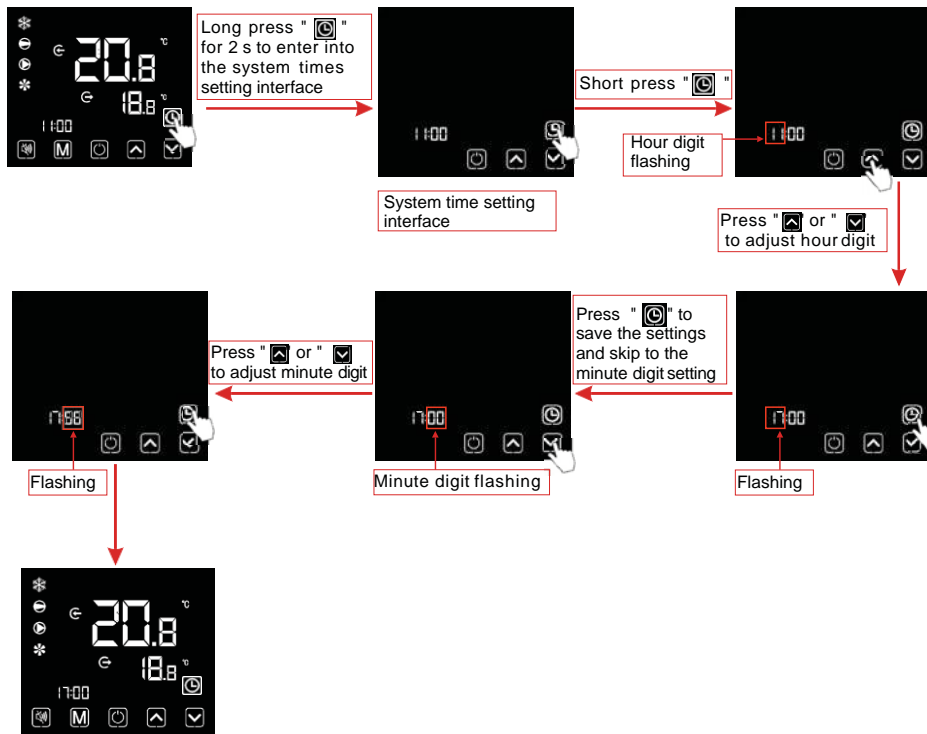 20.8 °C
18.8 °C
11:00
M
Long press " "
for 2 s to enter into
the system times
setting interface
11:00
System time setting
interface
Short press " "
Hour digit
flashing
11:00
Press " " or "
to adjust hour digit
17:00
Flashing
Press " " to
save the settings
and skip to the
minute digit setting
17:00
Minute digit flashing
Press " " or "
to adjust minute digit
17:56
Flashing
20.8 °C
18.8 °C
17:00
M